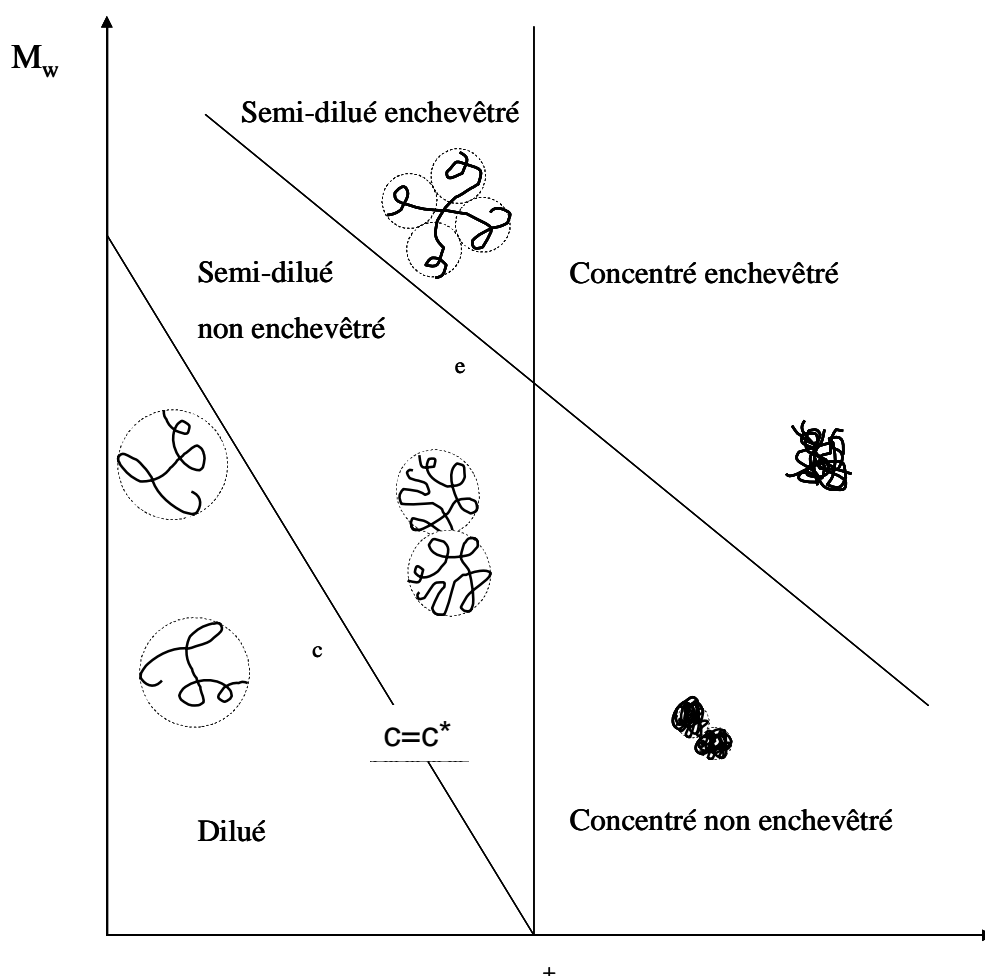 M_w
Semi-dilué enchevêtré
Semi-dilué
non enchevêtré
Concentré enchevêtré
e
c
C=C*
Dilué
Concentré non enchevêtré
+